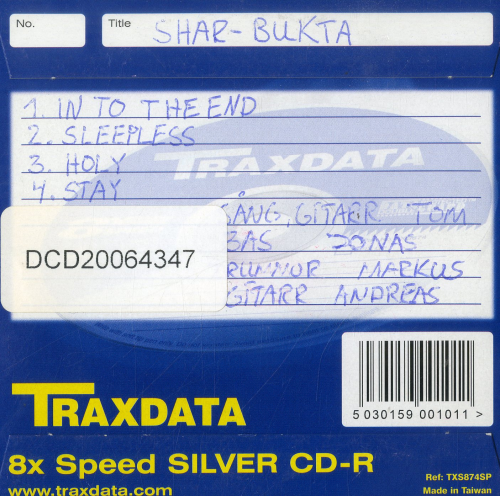 No.
Title SHAR-BUKTA
1. IN TO THE END
2. SLEEPLESS
3. HOLY
4. STAY
TRAXDATA
SÅNG, GITARR TOM
BAS JONAS
DCD20064347
RUMMOR MARKUS
GITARR ANDREAS
5 030159 001011 >
TRAXDATA
8x Speed SILVER CD-R
Ref: TXS874SP
www.traxdata.com
Made in Taiwan